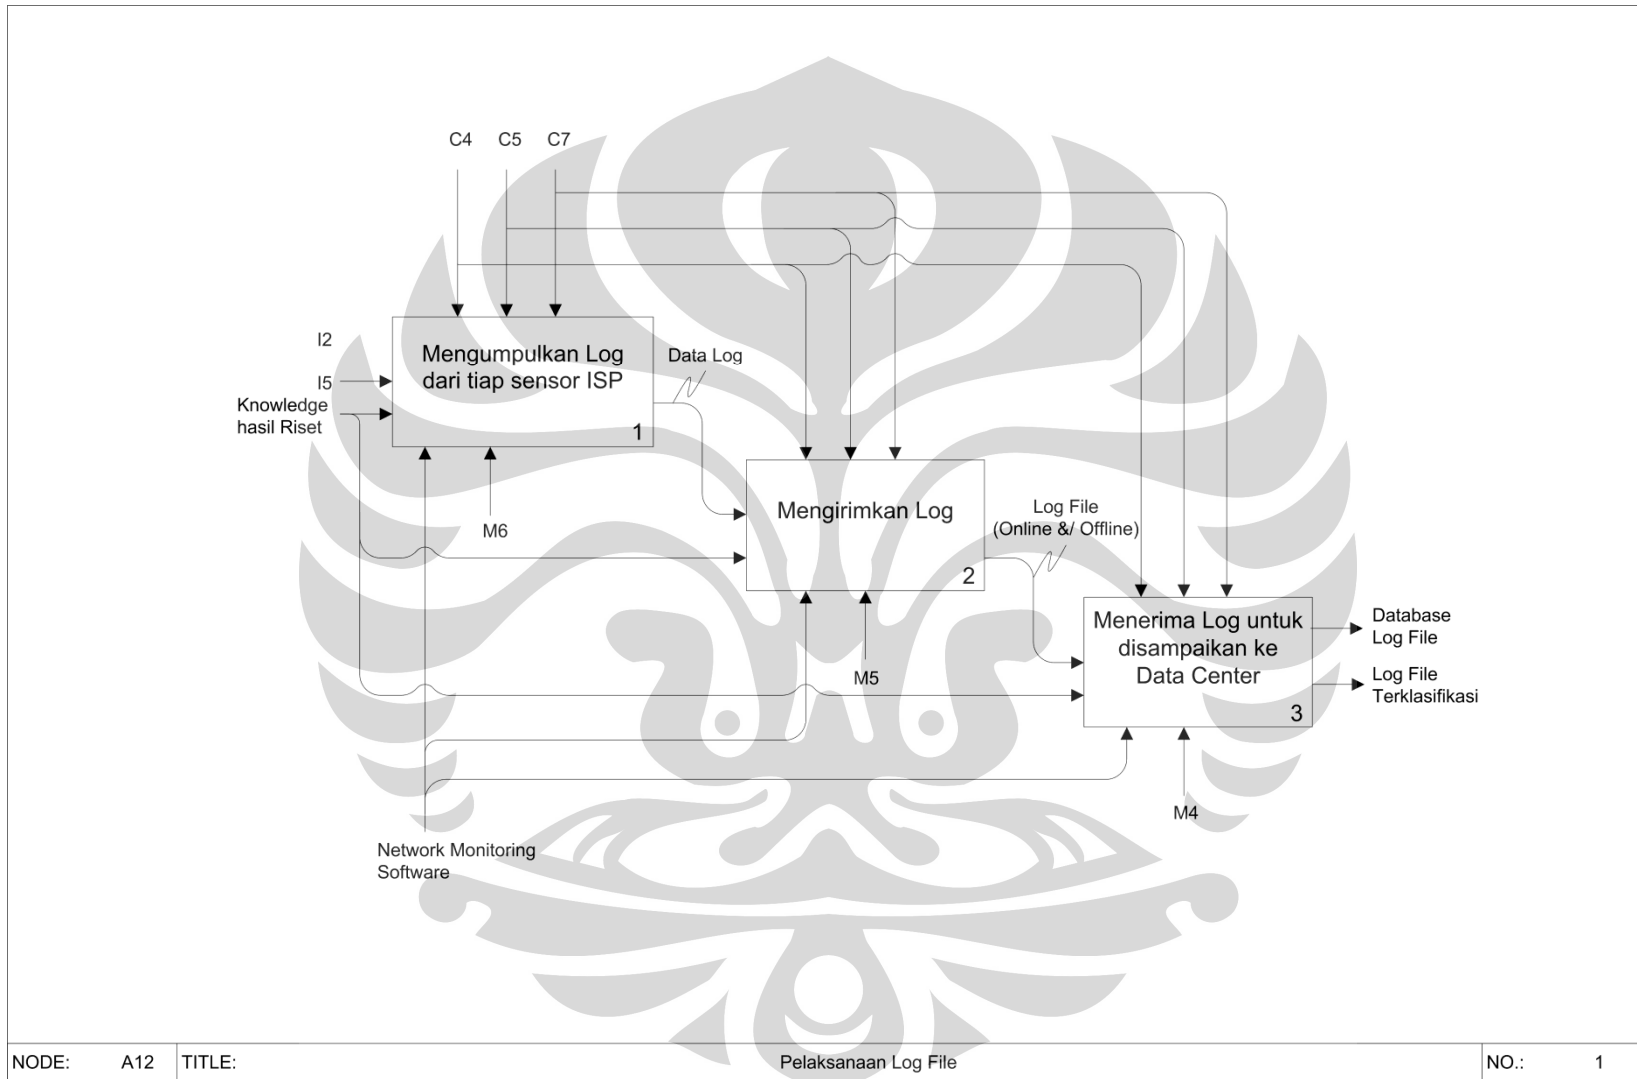 C4 C5 C7
I2
I5
Knowledge
hasil Riset
Mengumpulkan Log
dari tiap sensor ISP
1
Data Log
M6
Mengirimkan Log
2
Log File
(Online &/ Offline)
M5
Menerima Log untuk
disampaikan ke
Data Center
3
Database
Log File
Log File
Terklasifikasi
M4
Network Monitoring
Software
NODE: A12 TITLE: Pelaksanaan Log File NO.: 1